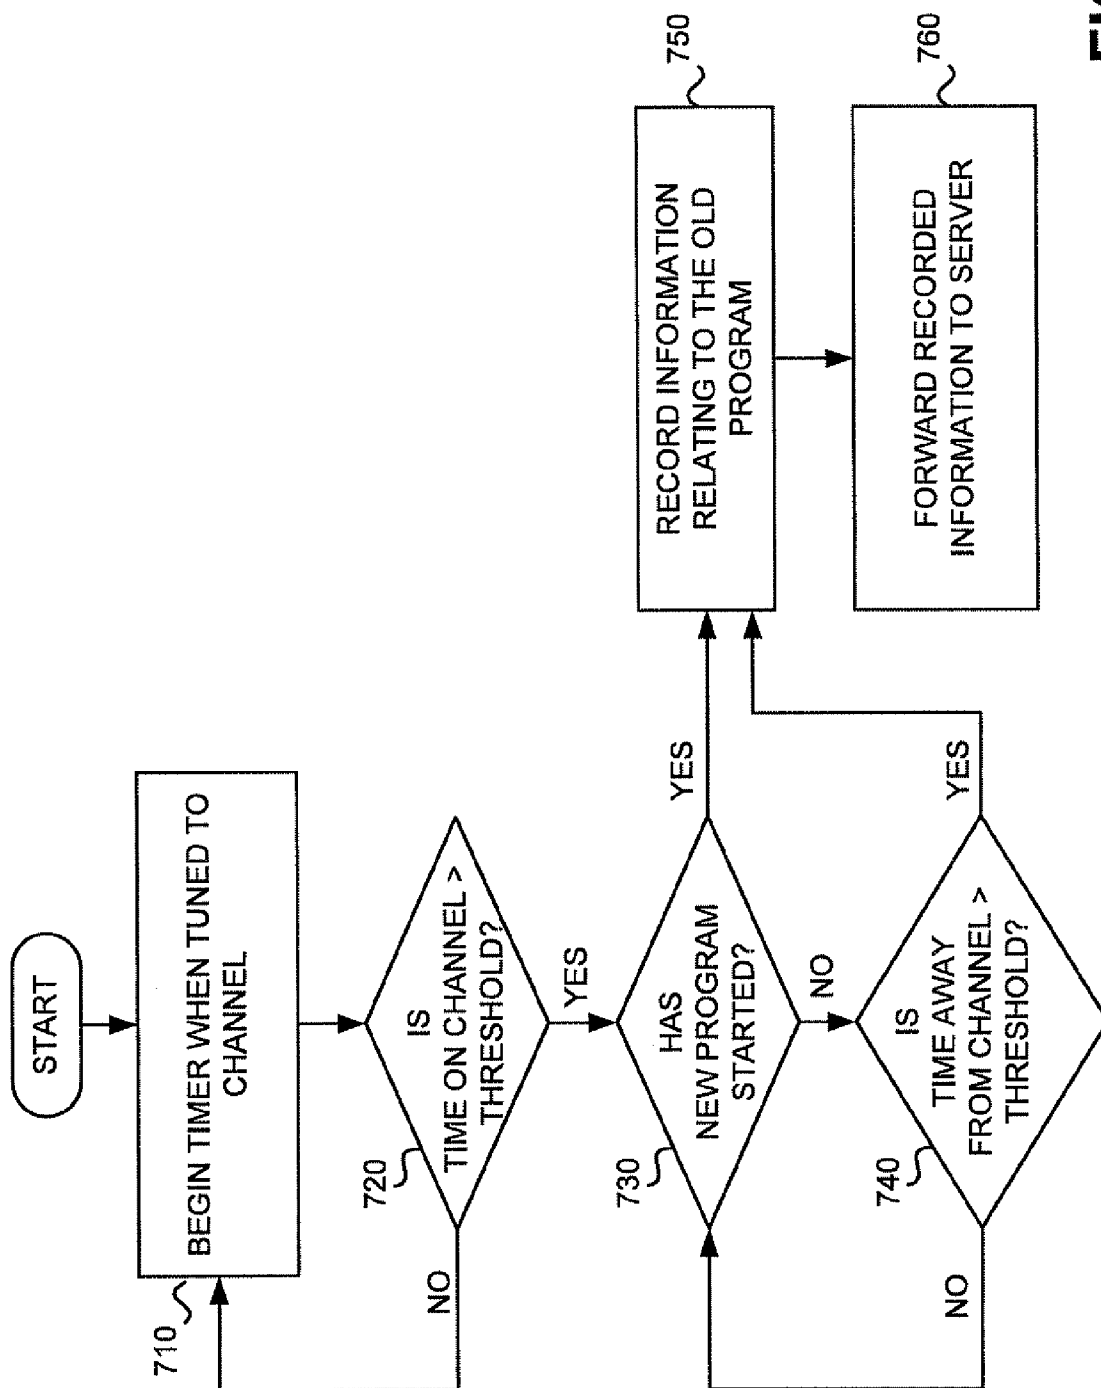 START
710
BEGIN TIMER WHEN TUNED TO
CHANNEL
720
IS
TIME ON CHANNEL >
THRESHOLD?
NO
YES
730
HAS
NEW PROGRAM
STARTED?
YES
NO
740
IS
TIME AWAY
FROM CHANNEL >
THRESHOLD?
NO
YES
750
RECORD INFORMATION
RELATING TO THE OLD
PROGRAM
760
FORWARD RECORDED
INFORMATION TO SERVER